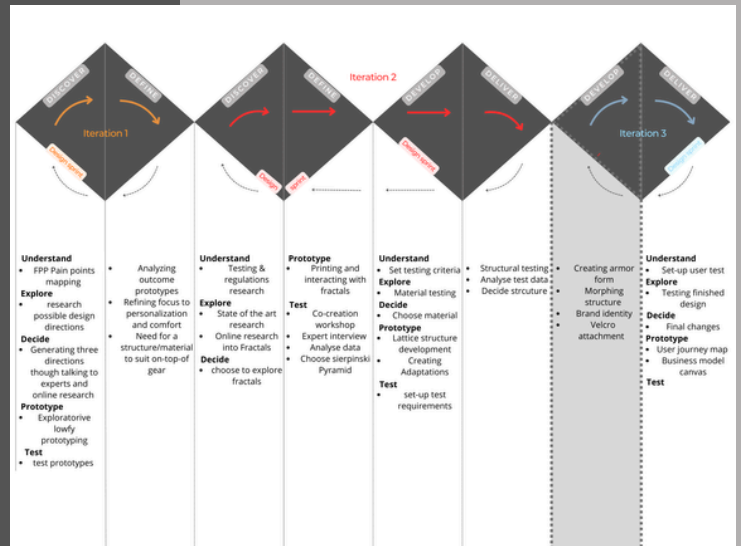 DISCOVER
DEFINE
DISCOVER
DEFINE
Iteration 2
DEVELOP
DELIVER
DEVELOP
DELIVER
Iteration 1
Iteration 3
Design sprint
Design sprint
Design sprint
Design sprint
Understand
• FPP Pain points
mapping
Explore
• research
possible design
directions
Decide
• Generating three
directions
though talking to
experts and
online research
Prototype
• Exploratorive
lowfy
prototyping
Test
• test prototypes
• Analyzing
outcome
prototypes
• Refining focus to
personalization
and comfort
• Need for a
structure/material
to suit on-top-of
gear
Understand
• Testing &
regulations
research
Explore
• State of the art
research
• Online research
into Fractals
Decide
• choose to explore
fractals
Prototype
• Printing and
interacting with
fractals
Test
• Co-creation
workshop
• Expert interview
• Analyse data
• Choose sierpinski
Pyramid
Understand
• Set testing criteria
Explore
• Material testing
Decide
• Choose material
Prototype
• Lattice structure
development
• Creating
Adaptations
Test
• set-up test
requirements
• Structural testing
• Analyse test data
• Decide strcuture
• Creating armor
form
• Morphing
structure
• Brand identity
• Velcro
attachment
Understand
• Set-up user test
Explore
• Testing finished
design
Decide
• Final changes
Prototype
• User journey map
• Business model
canvas
Test